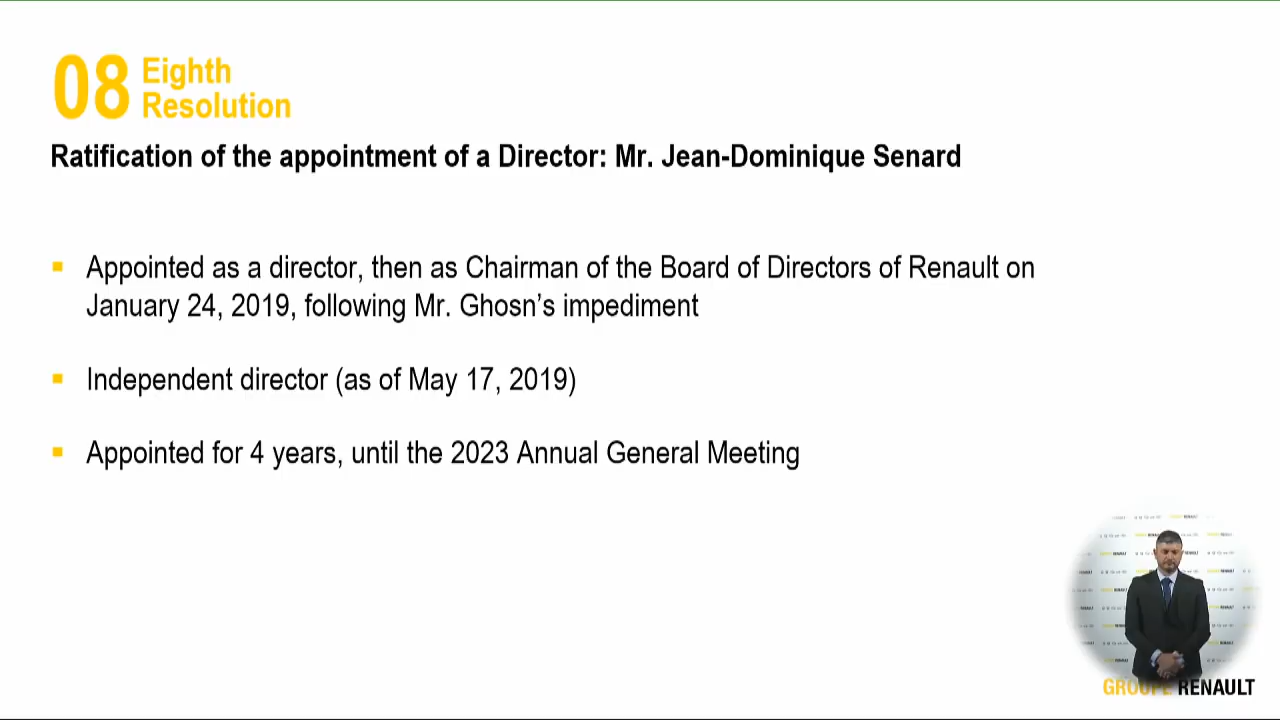 08 Eighth
Resolution
Ratification of the appointment of a Director: Mr. Jean-Dominique Senard
Appointed as a director, then as Chairman of the Board of Directors of Renault on
January 24, 2019, following Mr. Ghosn’s impediment
Independent director (as of May 17, 2019)
Appointed for 4 years, until the 2023 Annual General Meeting
GROUPE RENAULT